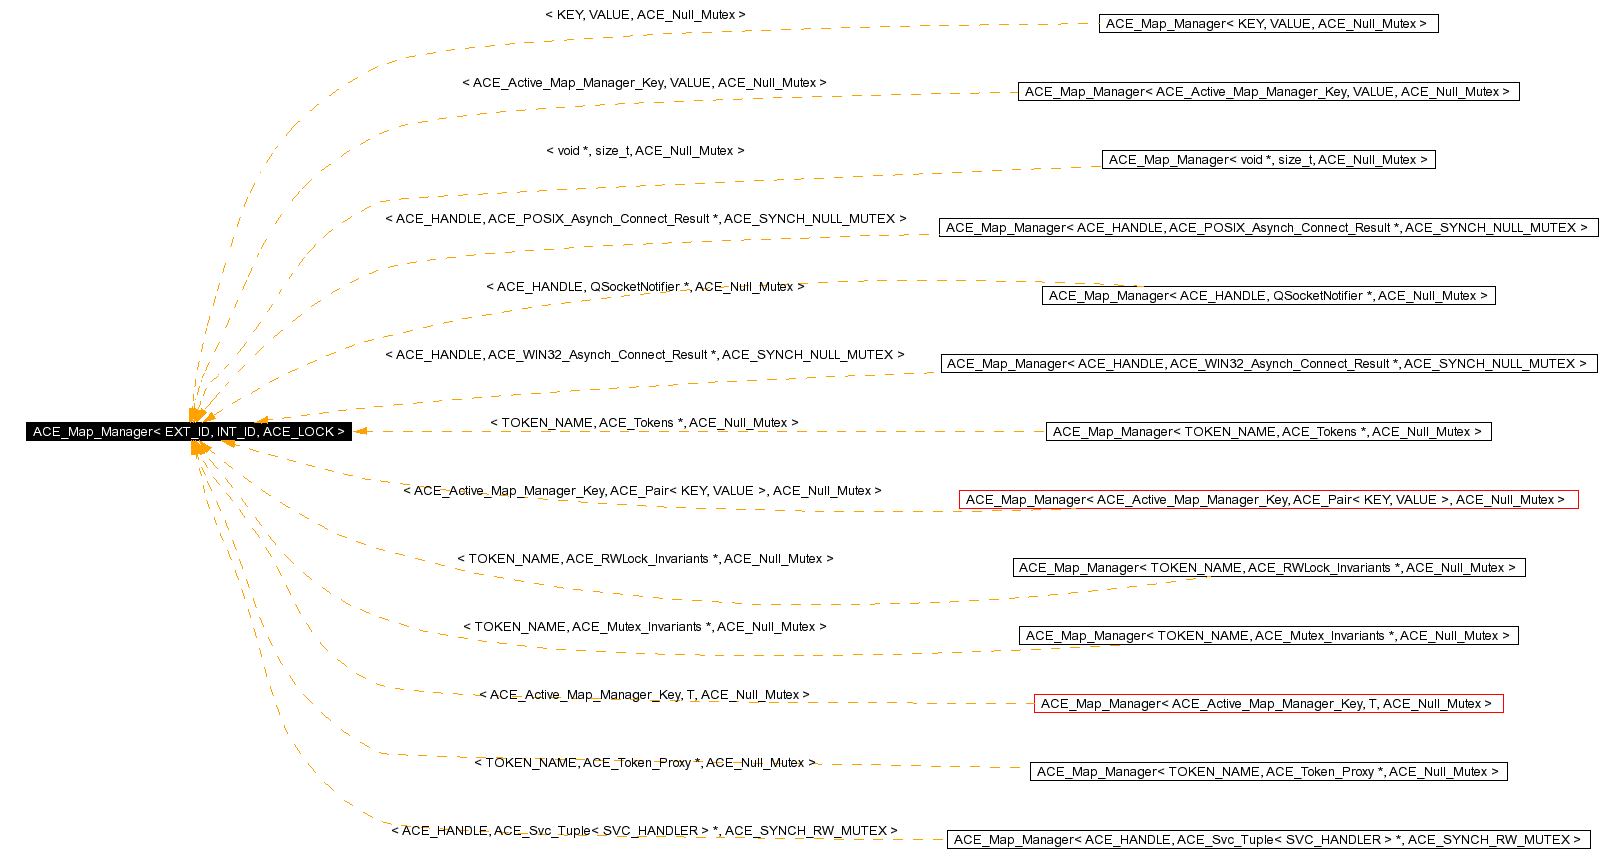 < KEY, VALUE, ACE_Null_Mutex >
ACE_Map_Manager< KEY, VALUE, ACE_Null_Mutex >
< ACE_Active_Map_Manager_Key, VALUE, ACE_Null_Mutex >
ACE_Map_Manager< ACE_Active_Map_Manager_Key, VALUE, ACE_Null_Mutex >
< void *, size_t, ACE_Null_Mutex >
ACE_Map_Manager< void *, size_t, ACE_Null_Mutex >
< ACE_HANDLE, ACE_POSIX_Asynch_Connect_Result *, ACE_SYNCH_NULL_MUTEX >
ACE_Map_Manager< ACE_HANDLE, ACE_POSIX_Asynch_Connect_Result *, ACE_SYNCH_NULL_MUTEX >
< ACE_HANDLE, QSocketNotifier *, ACE_Null_Mutex >
ACE_Map_Manager< ACE_HANDLE, QSocketNotifier *, ACE_Null_Mutex >
< ACE_HANDLE, ACE_WIN32_Asynch_Connect_Result *, ACE_SYNCH_NULL_MUTEX >
ACE_Map_Manager< ACE_HANDLE, ACE_WIN32_Asynch_Connect_Result *, ACE_SYNCH_NULL_MUTEX >
ACE_Map_Manager< EXT_ID, INT_ID, ACE_LOCK >
< TOKEN_NAME, ACE_Tokens *, ACE_Null_Mutex >
ACE_Map_Manager< TOKEN_NAME, ACE_Tokens *, ACE_Null_Mutex >
< ACE_Active_Map_Manager_Key, ACE_Pair< KEY, VALUE >, ACE_Null_Mutex >
ACE_Map_Manager< ACE_Active_Map_Manager_Key, ACE_Pair< KEY, VALUE >, ACE_Null_Mutex >
< TOKEN_NAME, ACE_RWLock_Invariants *, ACE_Null_Mutex >
ACE_Map_Manager< TOKEN_NAME, ACE_RWLock_Invariants *, ACE_Null_Mutex >
< TOKEN_NAME, ACE_Mutex_Invariants *, ACE_Null_Mutex >
ACE_Map_Manager< TOKEN_NAME, ACE_Mutex_Invariants *, ACE_Null_Mutex >
< ACE_Active_Map_Manager_Key, T, ACE_Null_Mutex >
ACE_Map_Manager< ACE_Active_Map_Manager_Key, T, ACE_Null_Mutex >
< TOKEN_NAME, ACE_Token_Proxy *, ACE_Null_Mutex >
ACE_Map_Manager< TOKEN_NAME, ACE_Token_Proxy *, ACE_Null_Mutex >
< ACE_HANDLE, ACE_Svc_Tuple< SVC_HANDLER > *, ACE_SYNCH_RW_MUTEX >
ACE_Map_Manager< ACE_HANDLE, ACE_Svc_Tuple< SVC_HANDLER > *, ACE_SYNCH_RW_MUTEX >